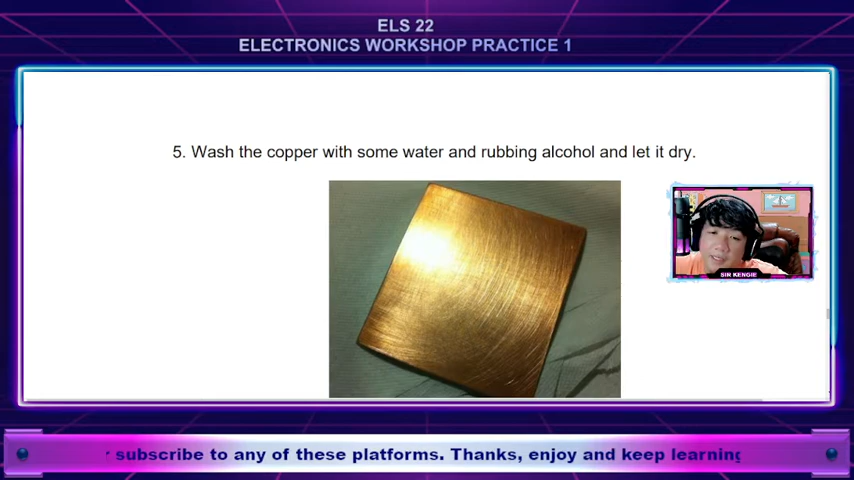 ELS 22
ELECTRONICS WORKSHOP PRACTICE 1
5. Wash the copper with some water and rubbing alcohol and let it dry.
SIR KENGIE
subscribe to any of these platforms. Thanks, enjoy and keep learning